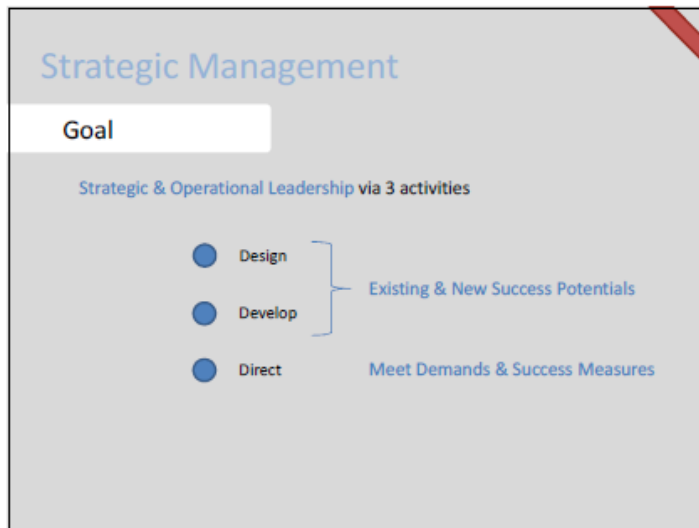 Strategic Management
Goal
Strategic & Operational Leadership via 3 activities
Design
Existing & New Success Potentials
Develop
Direct Meet Demands & Success Measures